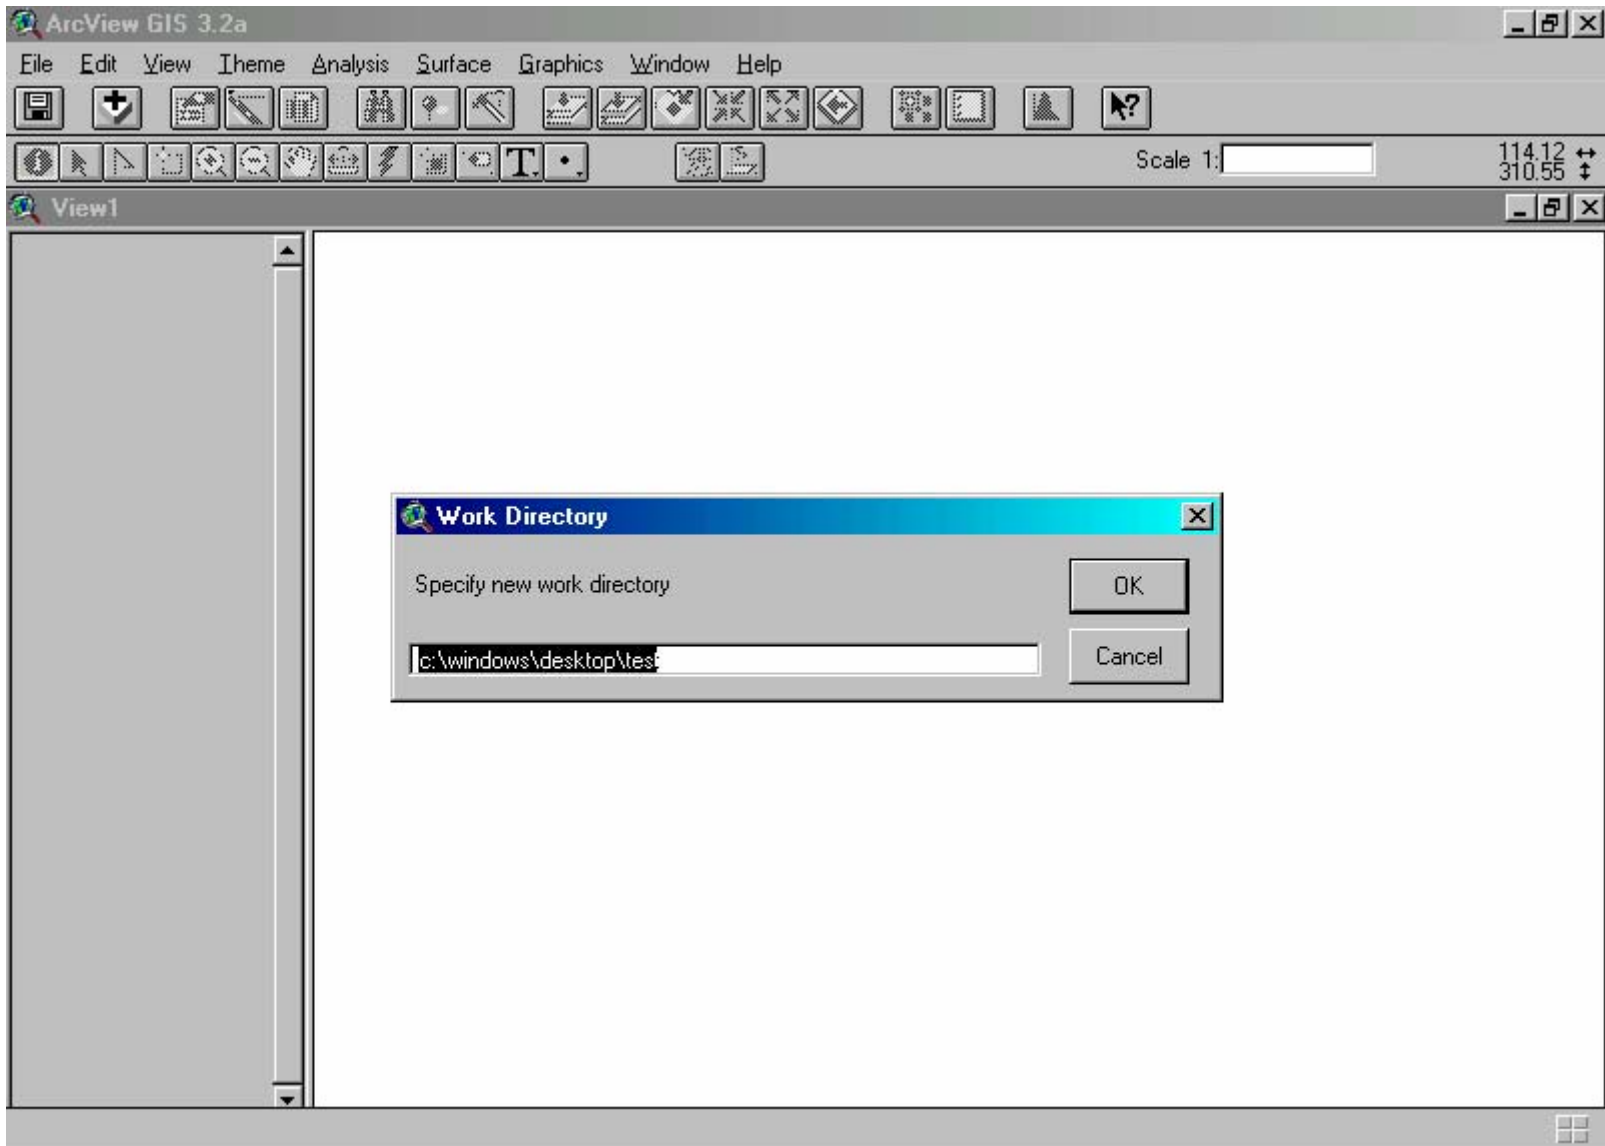 ArcView GIS 3.2a
File Edit View Theme Analysis Surface Graphics Window Help
T
Scale 1:
114.12
310.55
View1
Work Directory
Specify new work directory
OK
c:\windows\desktop\test
Cancel